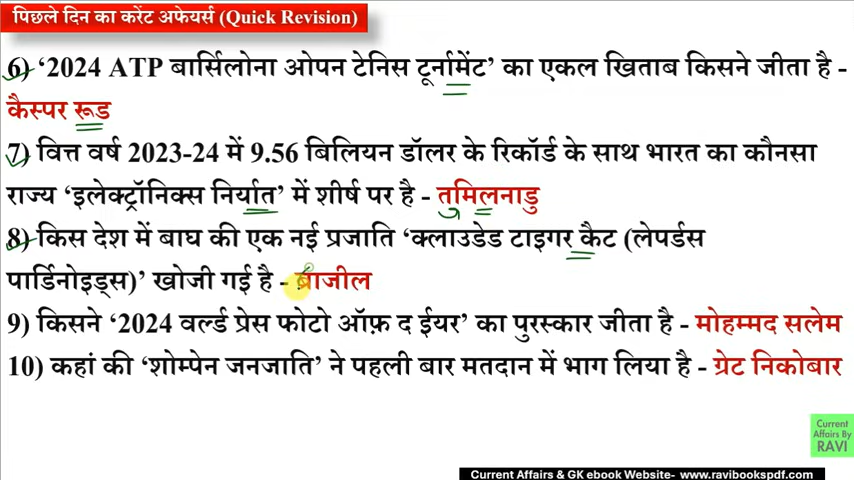 पिछले दिन का करेंट अफेयर्स (Quick Revision)
6) ‘2024 ATP बार्सिलोना ओपन टेनिस टूर्नामेंट’ का एकल खिताब किसने जीता है -
कैस्पर रूड
7) वित्त वर्ष 2023-24 में 9.56 बिलियन डॉलर के रिकॉर्ड के साथ भारत का कौनसा
राज्य ‘इलेक्ट्रॉनिक्स निर्यात’ में शीर्ष पर है - तमिलनाडु
8) किस देश में बाघ की एक नई प्रजाति ‘क्लाउडेड टाइगर कैट (लेपर्डस
पार्डिनोइड्स)’ खोजी गई है - ब्राजील
9) किसने ‘2024 वर्ल्ड प्रेस फोटो ऑफ़ द ईयर’ का पुरस्कार जीता है - मोहम्मद सलेम
10) कहां की ‘शोम्पेन जनजाति’ ने पहली बार मतदान में भाग लिया है - ग्रेट निकोबार
Current
Affairs By
RAVI
Current Affairs & GK ebook Website- www.ravibookspdf.com